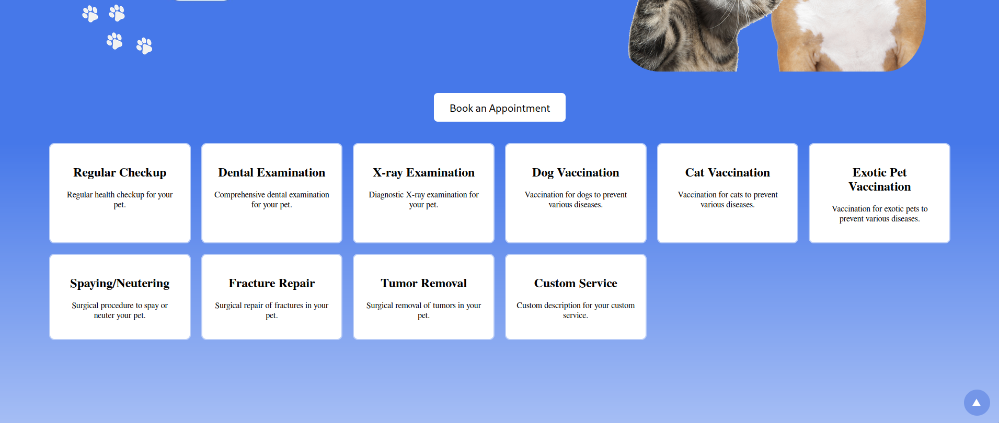 Book an Appointment
Regular Checkup
Regular health checkup for your
pet.
Dental Examination
Comprehensive dental examination
for your pet.
X-ray Examination
Diagnostic X-ray examination for
your pet.
Dog Vaccination
Vaccination for dogs to prevent
various diseases.
Cat Vaccination
Vaccination for cats to prevent
various diseases.
Exotic Pet
Vaccination
Vaccination for exotic pets to
prevent various diseases.
Spaying/Neutering
Surgical procedure to spay or
neuter your pet.
Fracture Repair
Surgical repair of fractures in your
pet.
Tumor Removal
Surgical removal of tumors in your
pet.
Custom Service
Custom description for your custom
service.